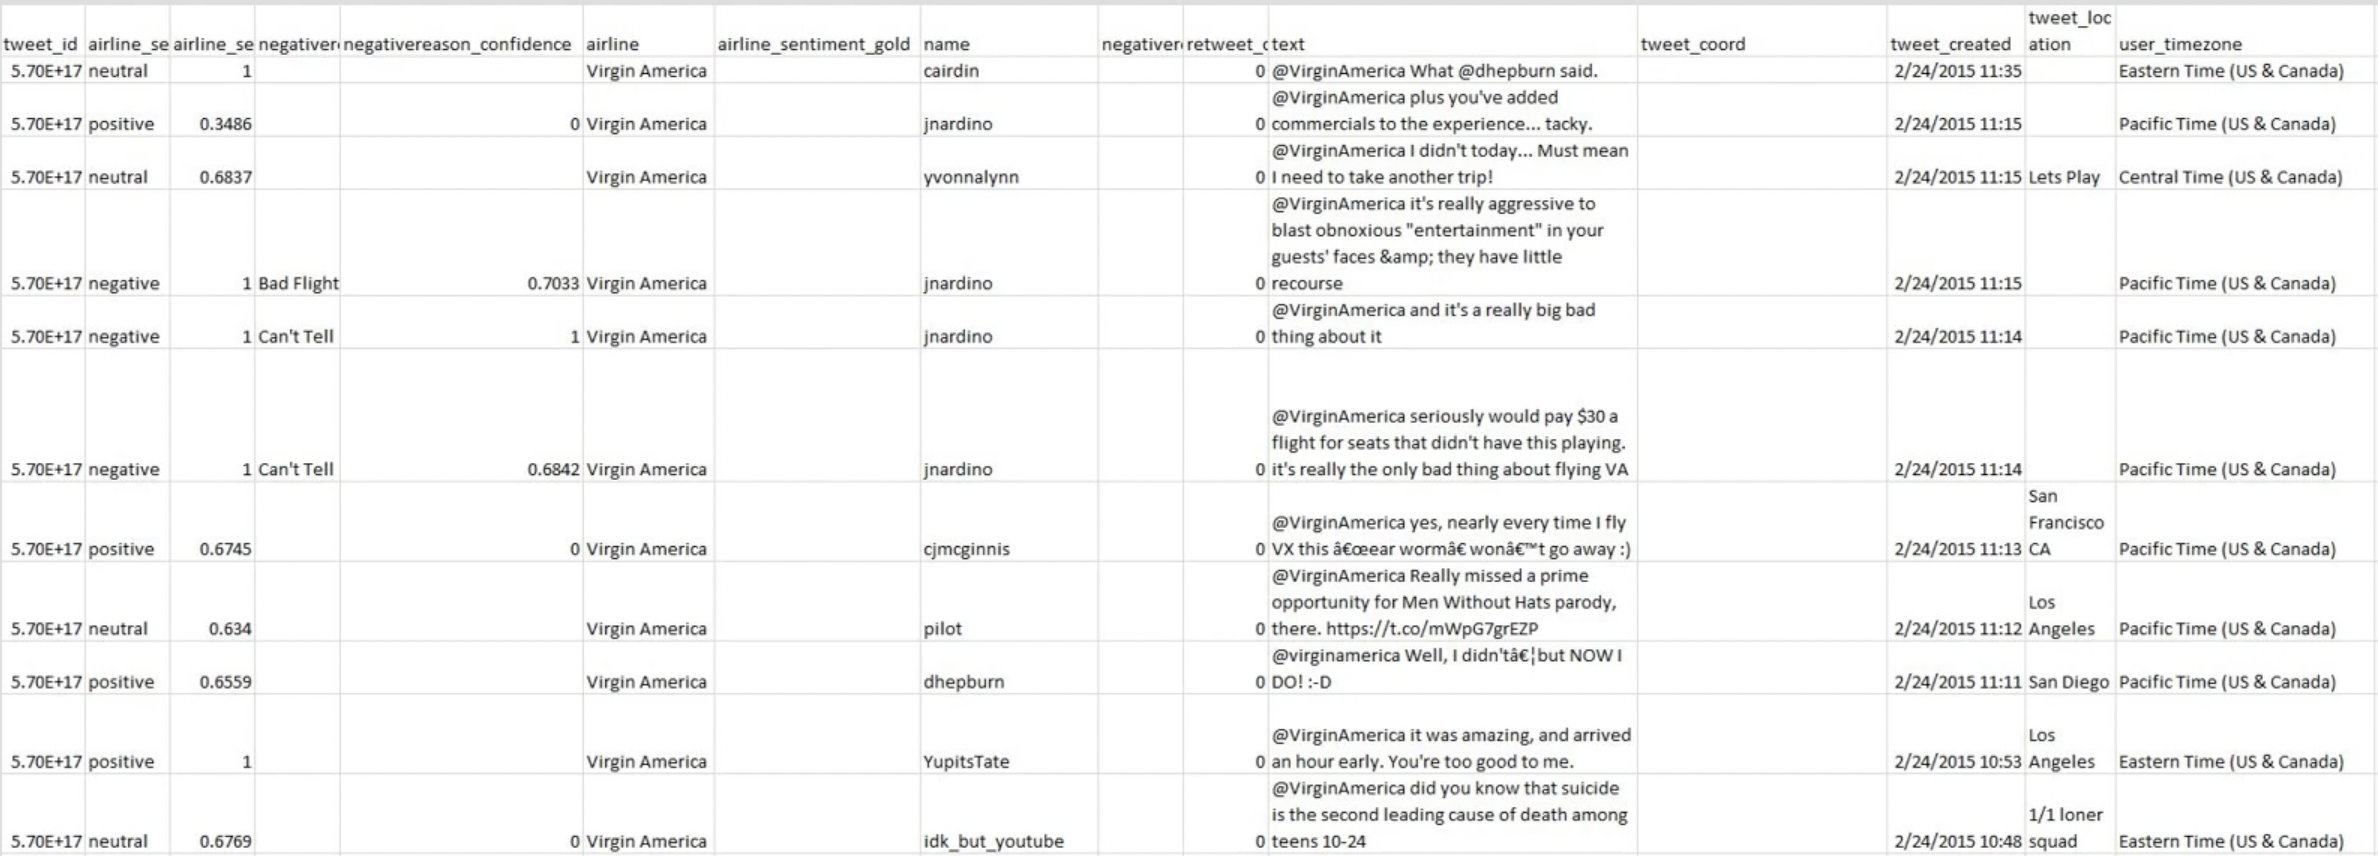 tweet_loc
tweet_id airline_se airline_se negativere negativereason_confidence airline airline_sentiment_gold name negativere retweet_c text tweet_coord tweet_created ation user_timezone
5.70E+17 neutral 1 Virgin America cairdin 0 @VirginAmerica What @dhepburn said. 2/24/2015 11:35 Eastern Time (US & Canada)
@VirginAmerica plus you've added
5.70E+17 positive 0.3486 0 Virgin America jnardino 0 commercials to the experience... tacky. 2/24/2015 11:15 Pacific Time (US & Canada)
@VirginAmerica I didn't today... Must mean
5.70E+17 neutral 0.6837 Virgin America yvonnalynn 0 I need to take another trip! 2/24/2015 11:15 Lets Play Central Time (US & Canada)
@VirginAmerica it's really aggressive to
blast obnoxious "entertainment" in your
guests' faces &amp; they have little
5.70E+17 negative 1 Bad Flight 0.7033 Virgin America jnardino 0 recourse 2/24/2015 11:15 Pacific Time (US & Canada)
@VirginAmerica and it's a really big bad
5.70E+17 negative 1 Can't Tell 1 Virgin America jnardino 0 thing about it 2/24/2015 11:14 Pacific Time (US & Canada)
@VirginAmerica seriously would pay $30 a
flight for seats that didn't have this playing.
5.70E+17 negative 1 Can't Tell 0.6842 Virgin America jnardino 0 it's really the only bad thing about flying VA 2/24/2015 11:14 Pacific Time (US & Canada)
San
@VirginAmerica yes, nearly every time I fly Francisco
5.70E+17 positive 0.6745 0 Virgin America cjmcginnis 0 VX this â€œear wormâ€ wonâ€™t go away :) 2/24/2015 11:13 CA Pacific Time (US & Canada)
@VirginAmerica Really missed a prime
opportunity for Men Without Hats parody, Los
5.70E+17 neutral 0.634 Virgin America pilot 0 there. https://t.co/mWpG7grEZP 2/24/2015 11:12 Angeles Pacific Time (US & Canada)
@virginamerica Well, I didn'tâ€¦but NOW I
5.70E+17 positive 0.6559 Virgin America dhepburn 0 DO! :-D 2/24/2015 11:11 San Diego Pacific Time (US & Canada)
@VirginAmerica it was amazing, and arrived Los
5.70E+17 positive 1 Virgin America YupitsTate 0 an hour early. You're too good to me. 2/24/2015 10:53 Angeles Eastern Time (US & Canada)
@VirginAmerica did you know that suicide
is the second leading cause of death among 1/1 loner
5.70E+17 neutral 0.6769 0 Virgin America idk_but_youtube 0 teens 10-24 2/24/2015 10:48 squad Eastern Time (US & Canada)